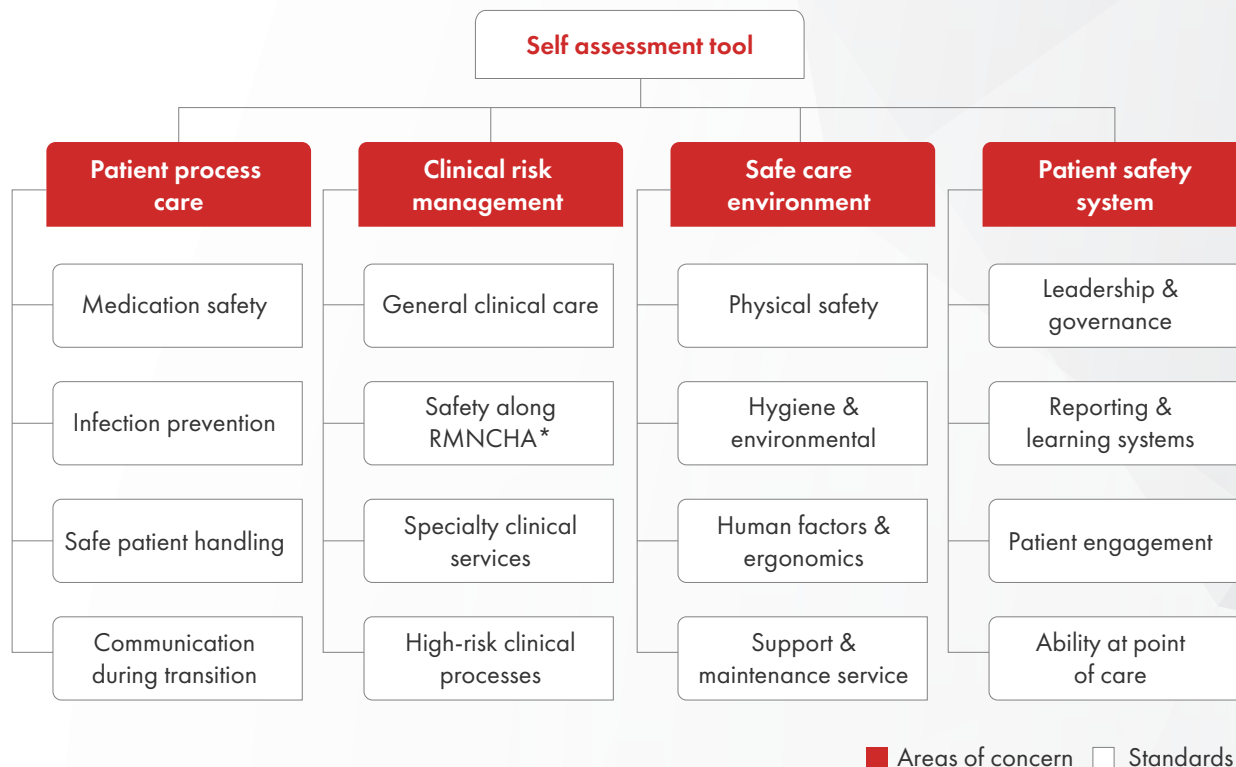 Self assessment tool
Patient process
care
Medication safety
Infection prevention
Safe patient handling
Communication
during transition
Clinical risk
management
General clinical care
Safety along
RMNCHA*
Specialty clinical
services
High-risk clinical
processes
Safe care
environment
Physical safety
Hygiene &
environmental
Human factors &
ergonomics
Support &
maintenance service
Patient safety
system
Leadership &
governance
Reporting &
learning systems
Patient engagement
Ability at point
of care
Areas of concern
Standards